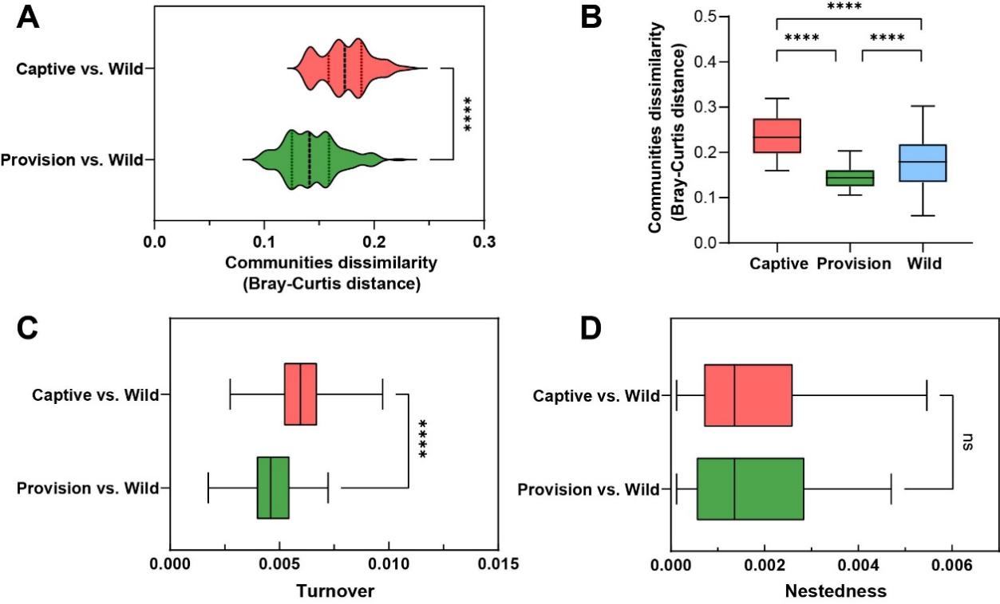 A
Captive vs. Wild
Provision vs. Wild
****
0.0
0.1
0.2
0.3
Communities dissimilarity
(Bray-Curtis distance)
B
Communities dissimilarity
(Bray-Curtis distance)
0.5
0.4
0.3
0.2
0.1
0.0
****
****
****
Captive
Provision
Wild
C
Captive vs. Wild
Provision vs. Wild
****
0.000
0.005
0.010
0.015
Turnover
D
Captive vs. Wild
Provision vs. Wild
ns
0.000
0.002
0.004
0.006
Nestedness